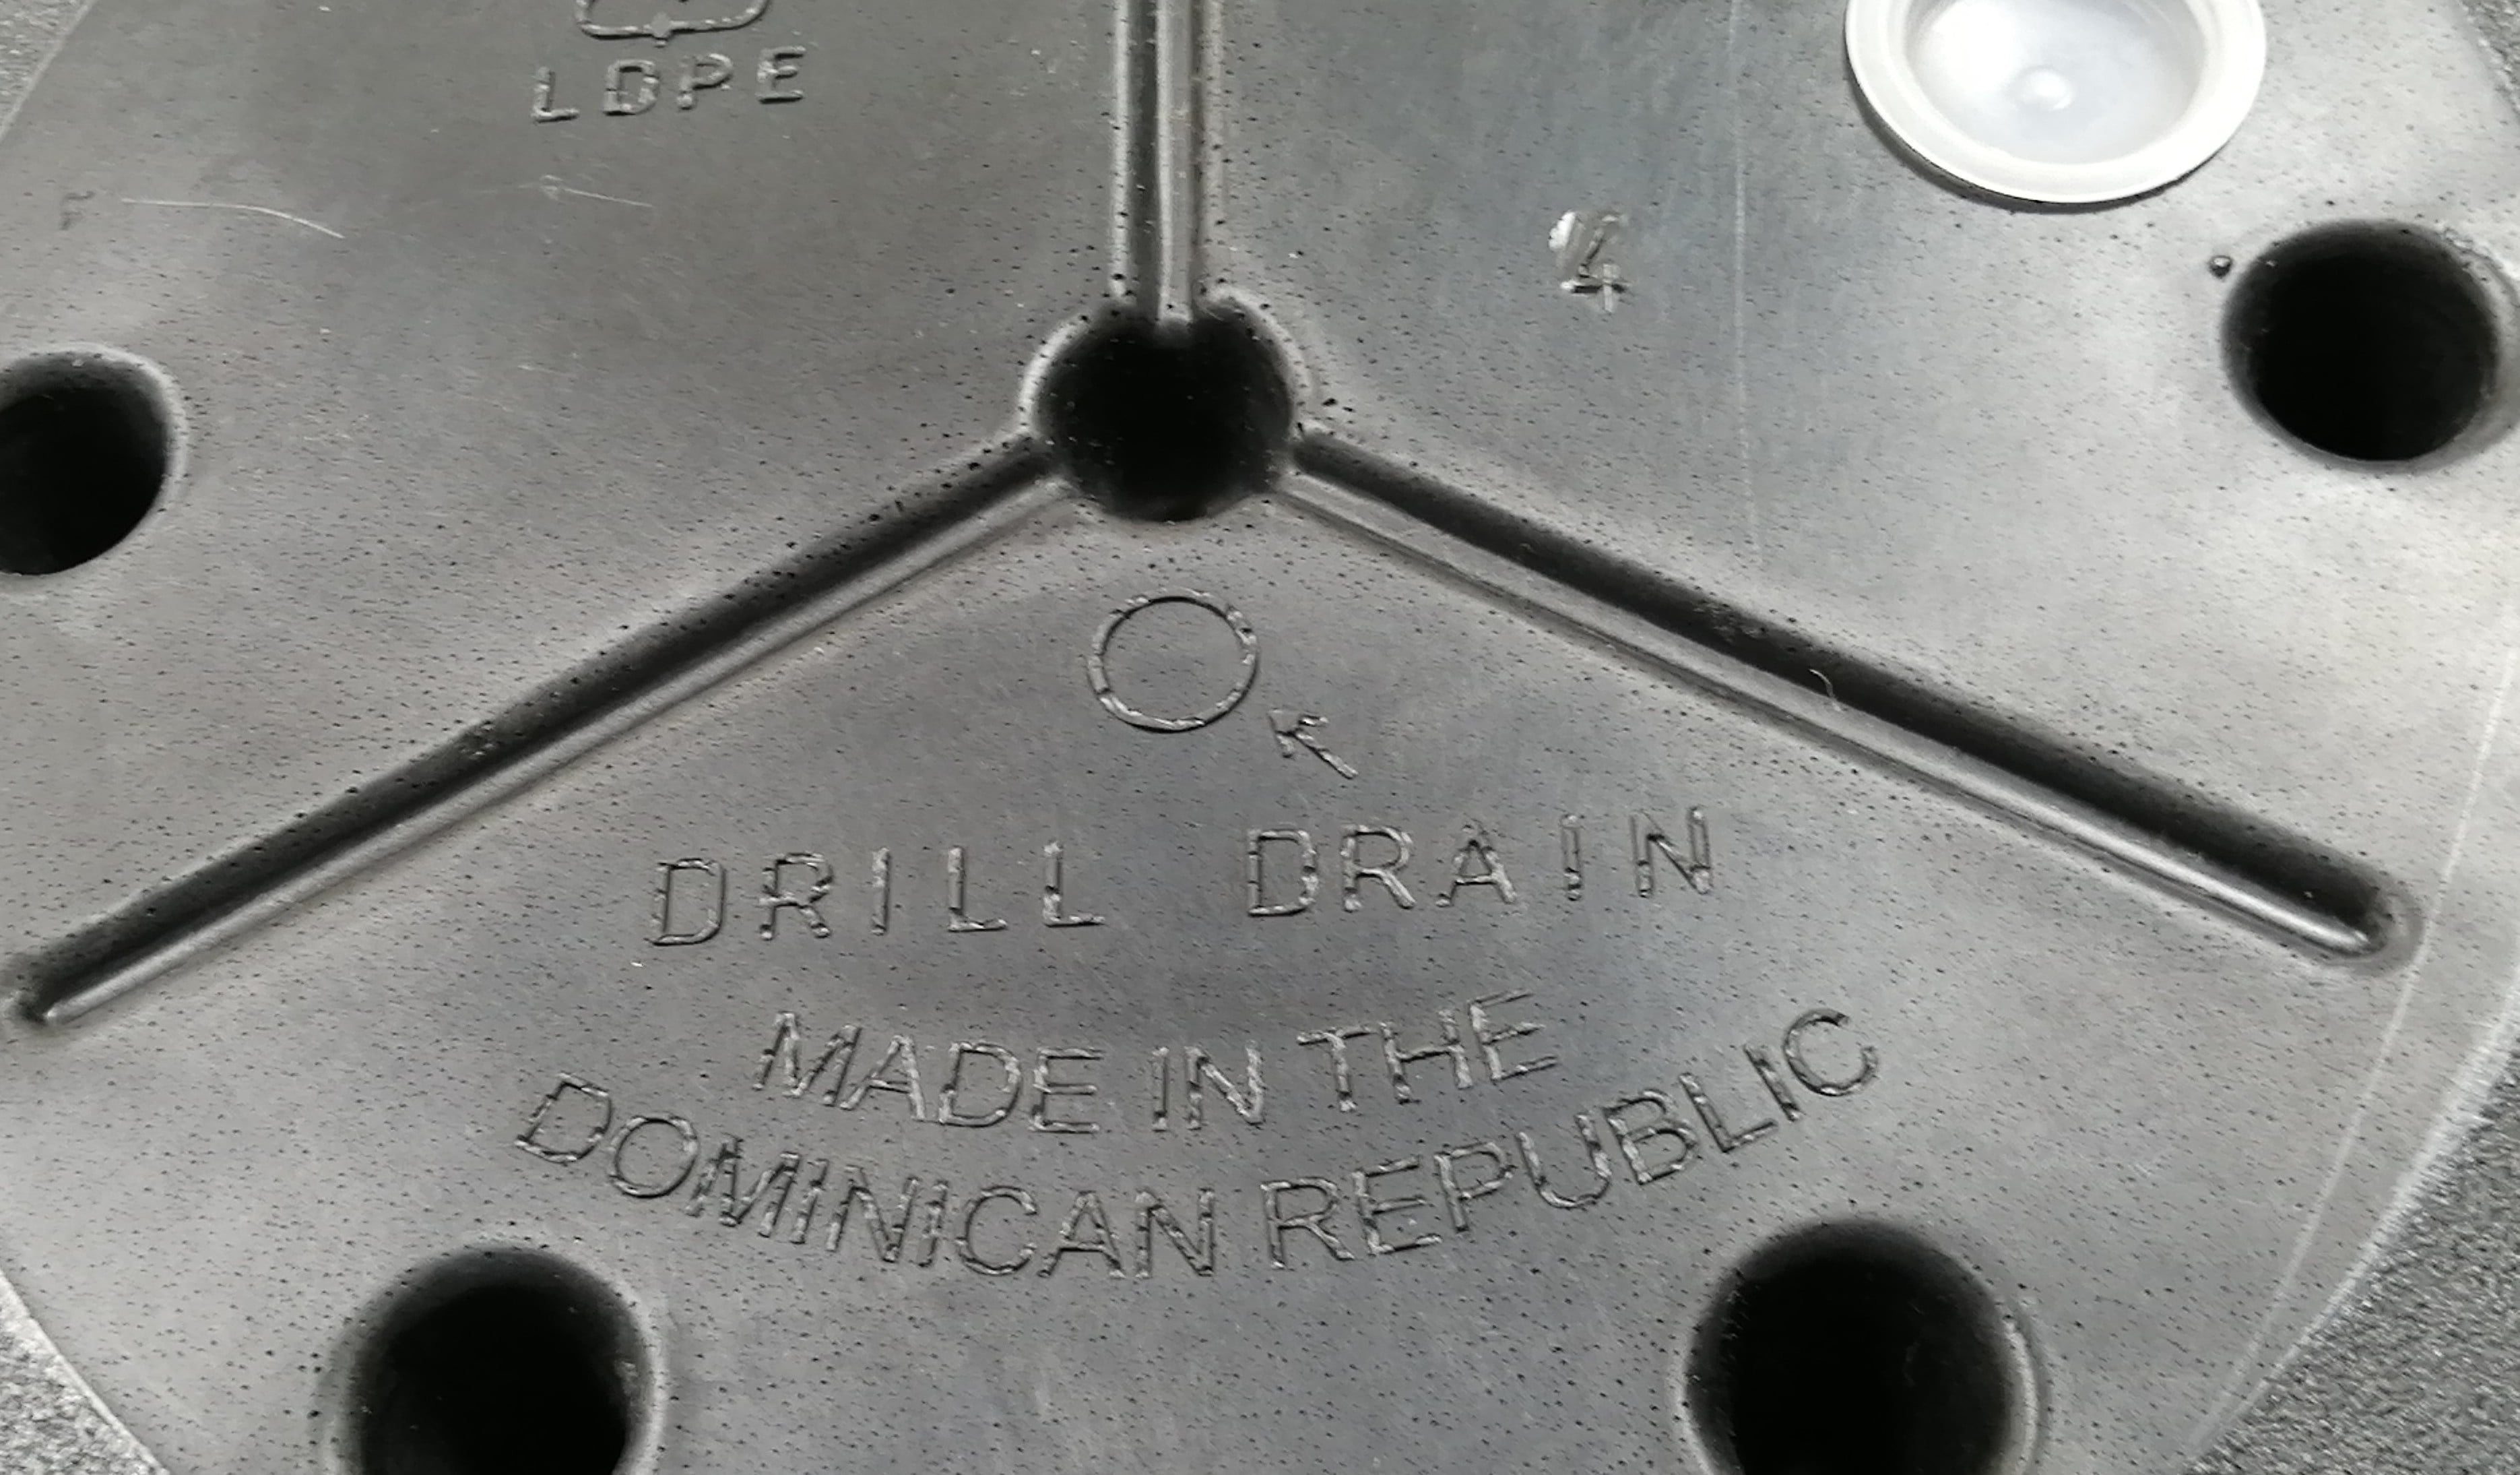 LDPE
4
DRILL DRAIN
MADE IN THE
DOMINICAN REPUBLIC